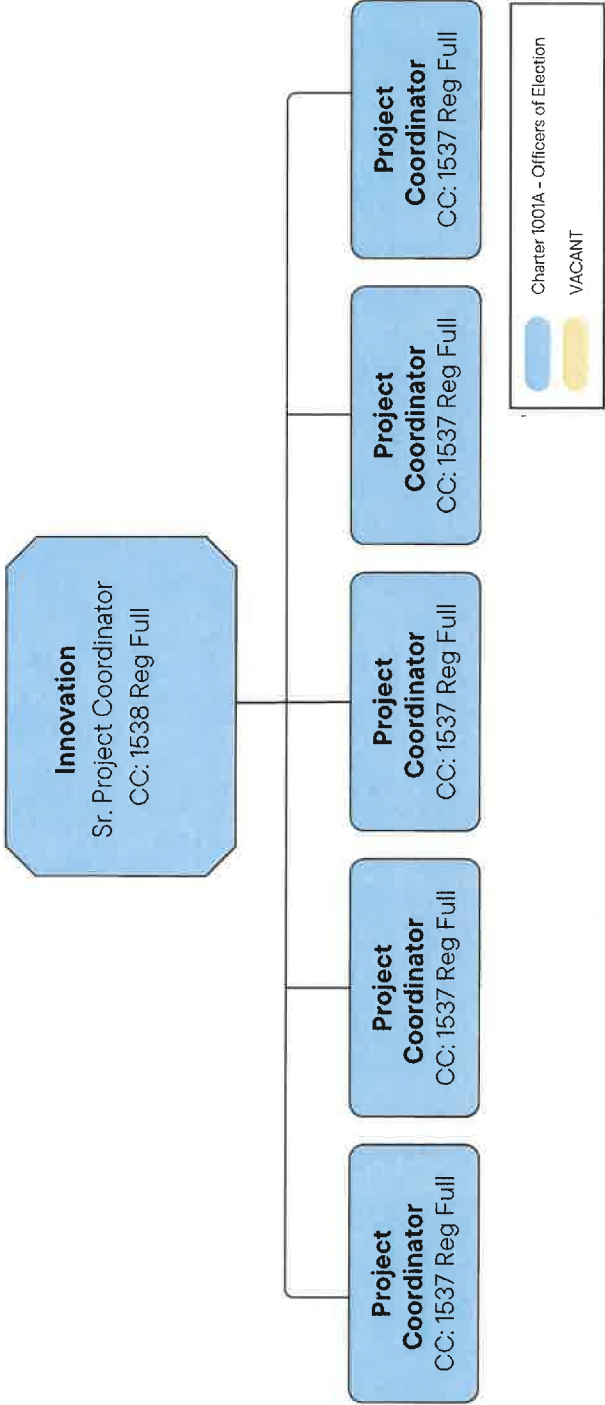 Innovation
Sr. Project Coordinator
CC: 1538 Reg Full
Project
Coordinator
CC: 1537 Reg Full
Project
Coordinator
CC: 1537 Reg Full
Project
Coordinator
CC: 1537 Reg Full
Project
Coordinator
CC: 1537 Reg Full
Project
Coordinator
CC: 1537 Reg Full
Charter 1001A - Officers of Election
VACANT